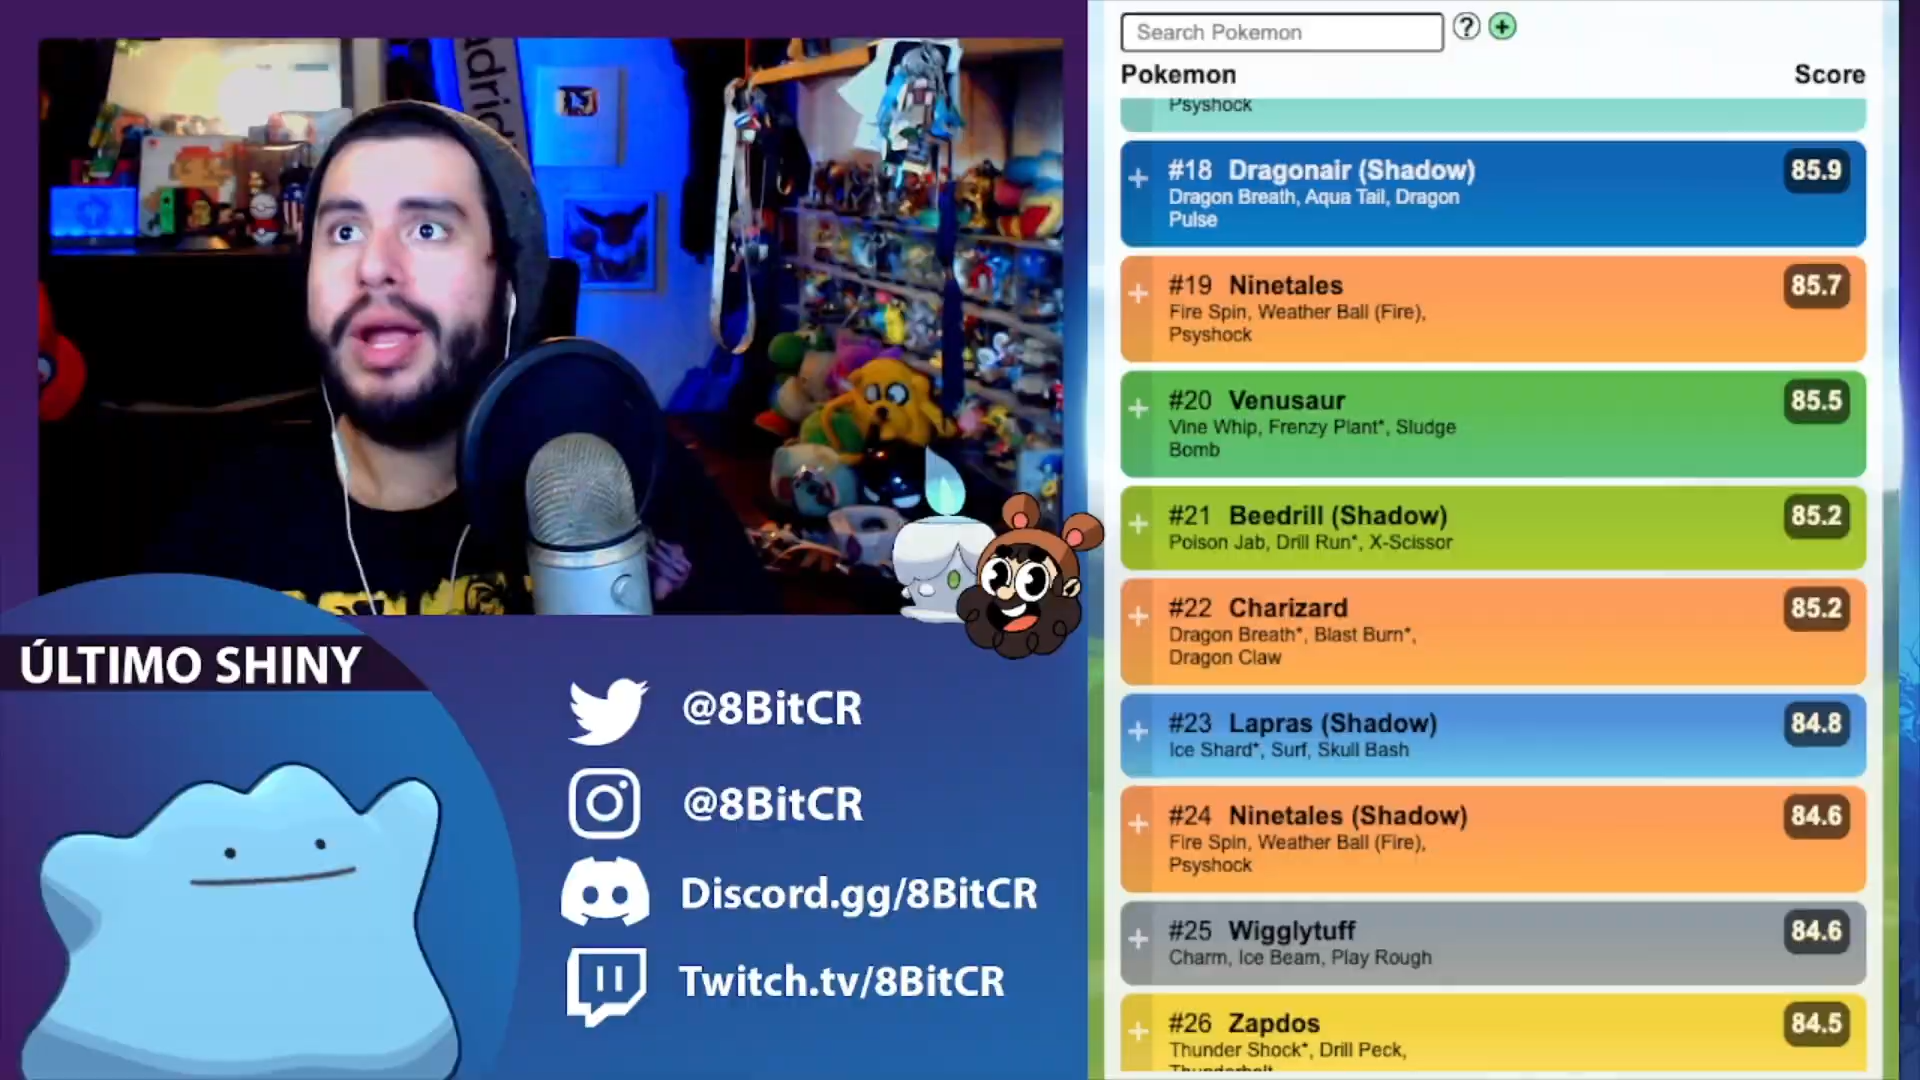 adrid
ÚLTIMO SHINY
@8BitCR
@8BitCR
Discord.gg/8BitCR
Twitch.tv/8BitCR
Search Pokemon
?
+
Pokemon Score
Psyshock
+ #18 Dragonair (Shadow) 85.9
Dragon Breath, Aqua Tail, Dragon
Pulse
+ #19 Ninetales 85.7
Fire Spin, Weather Ball (Fire),
Psyshock
+ #20 Venusaur 85.5
Vine Whip, Frenzy Plant*, Sludge
Bomb
+ #21 Beedrill (Shadow) 85.2
Poison Jab, Drill Run*, X-Scissor
+ #22 Charizard 85.2
Dragon Breath*, Blast Burn*,
Dragon Claw
+ #23 Lapras (Shadow) 84.8
Ice Shard*, Surf, Skull Bash
+ #24 Ninetales (Shadow) 84.6
Fire Spin, Weather Ball (Fire),
Psyshock
+ #25 Wigglytuff 84.6
Charm, Ice Beam, Play Rough
+ #26 Zapdos 84.5
Thunder Shock*, Drill Peck,
Thunderbolt